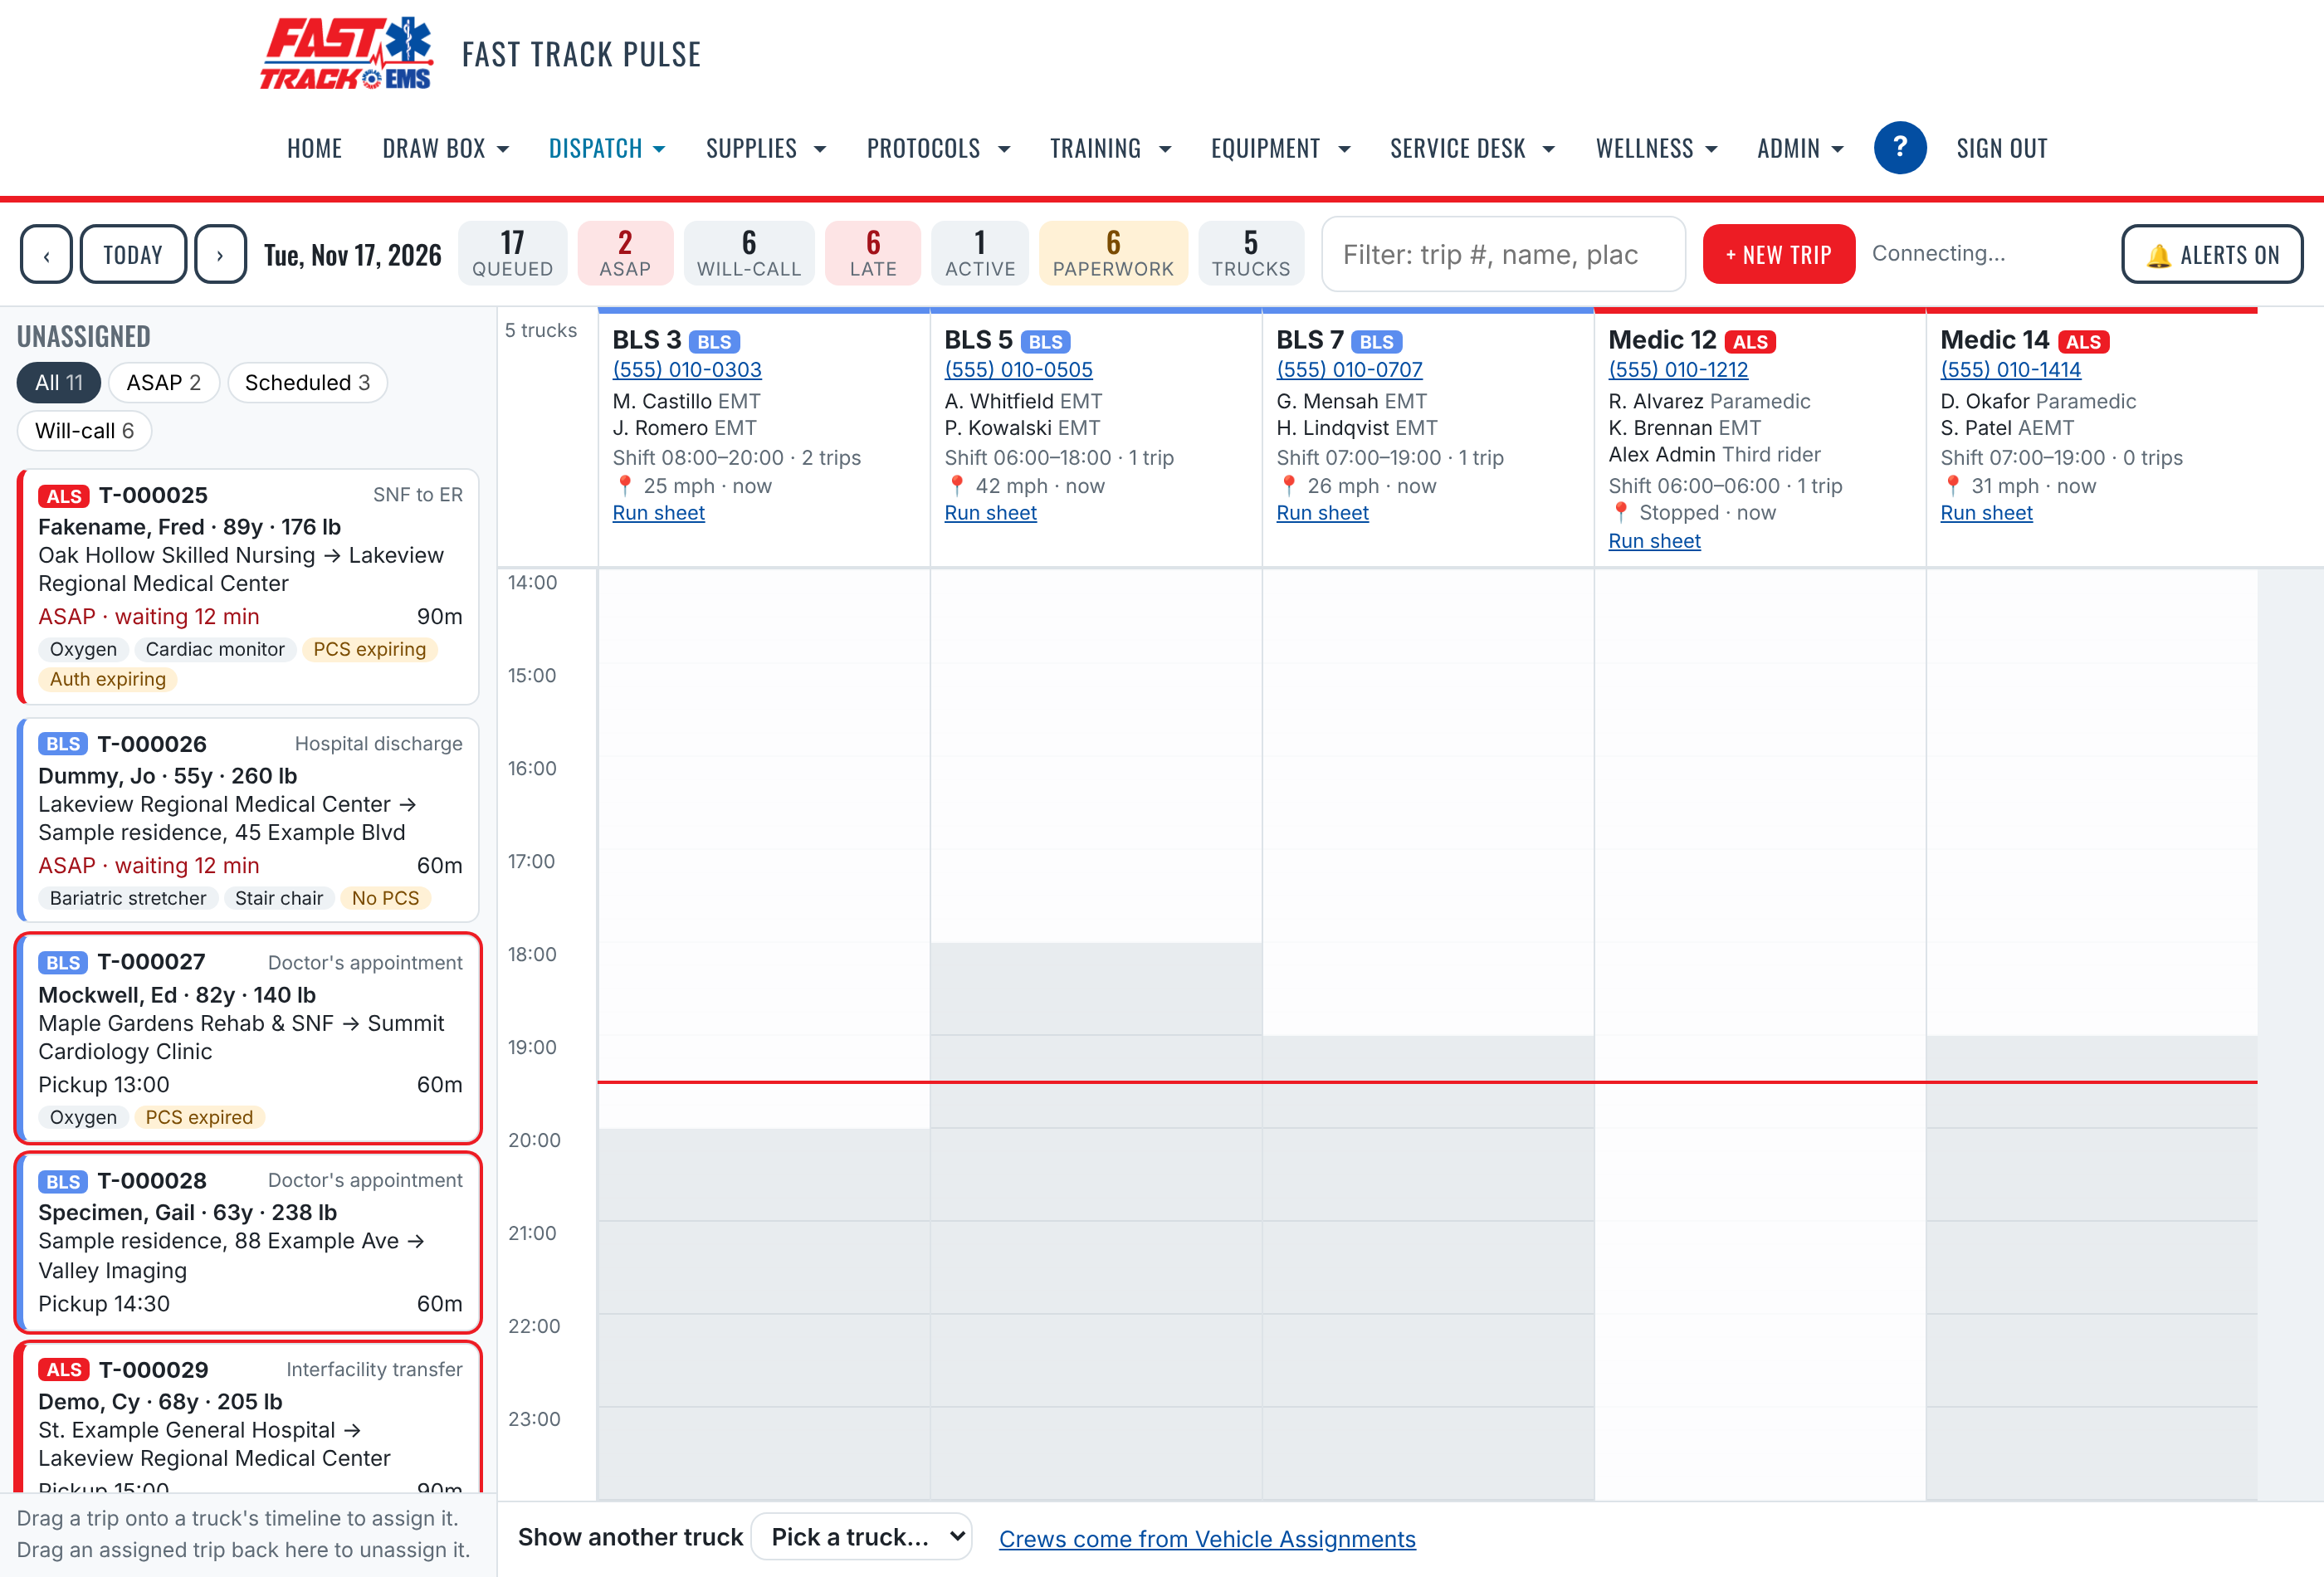 FAST TRACK EMS
FAST TRACK PULSE
HOME DRAW BOX DISPATCH SUPPLIES PROTOCOLS TRAINING EQUIPMENT SERVICE DESK WELLNESS ADMIN ? SIGN OUT
‹ TODAY › Tue, Nov 17, 2026
17 QUEUED
2 ASAP
6 WILL-CALL
6 LATE
1 ACTIVE
6 PAPERWORK
5 TRUCKS
Filter: trip #, name, plac
+ NEW TRIP
Connecting...
ALERTS ON
UNASSIGNED
All 11 ASAP 2 Scheduled 3
Will-call 6
ALS T-000025 SNF to ER
Fakename, Fred · 89y · 176 lb
Oak Hollow Skilled Nursing → Lakeview
Regional Medical Center
ASAP · waiting 12 min 90m
Oxygen Cardiac monitor PCS expiring
Auth expiring
BLS T-000026 Hospital discharge
Dummy, Jo · 55y · 260 lb
Lakeview Regional Medical Center →
Sample residence, 45 Example Blvd
ASAP · waiting 12 min 60m
Bariatric stretcher Stair chair No PCS
BLS T-000027 Doctor's appointment
Mockwell, Ed · 82y · 140 lb
Maple Gardens Rehab & SNF → Summit
Cardiology Clinic
Pickup 13:00 60m
Oxygen PCS expired
BLS T-000028 Doctor's appointment
Specimen, Gail · 63y · 238 lb
Sample residence, 88 Example Ave →
Valley Imaging
Pickup 14:30 60m
ALS T-000029 Interfacility transfer
Demo, Cy · 68y · 205 lb
St. Example General Hospital →
Lakeview Regional Medical Center
Pickup 15:00 90m
Drag a trip onto a truck's timeline to assign it.
Drag an assigned trip back here to unassign it.
5 trucks
BLS 3 BLS
(555) 010-0303
M. Castillo EMT
J. Romero EMT
Shift 08:00–20:00 · 2 trips
25 mph · now
Run sheet
BLS 5 BLS
(555) 010-0505
A. Whitfield EMT
P. Kowalski EMT
Shift 06:00–18:00 · 1 trip
42 mph · now
Run sheet
BLS 7 BLS
(555) 010-0707
G. Mensah EMT
H. Lindqvist EMT
Shift 07:00–19:00 · 1 trip
26 mph · now
Run sheet
Medic 12 ALS
(555) 010-1212
R. Alvarez Paramedic
K. Brennan EMT
Alex Admin Third rider
Shift 06:00–06:00 · 1 trip
Stopped · now
Run sheet
Medic 14 ALS
(555) 010-1414
D. Okafor Paramedic
S. Patel AEMT
Shift 07:00–19:00 · 0 trips
31 mph · now
Run sheet
14:00
15:00
16:00
17:00
18:00
19:00
20:00
21:00
22:00
23:00
Show another truck Pick a truck... Crews come from Vehicle Assignments